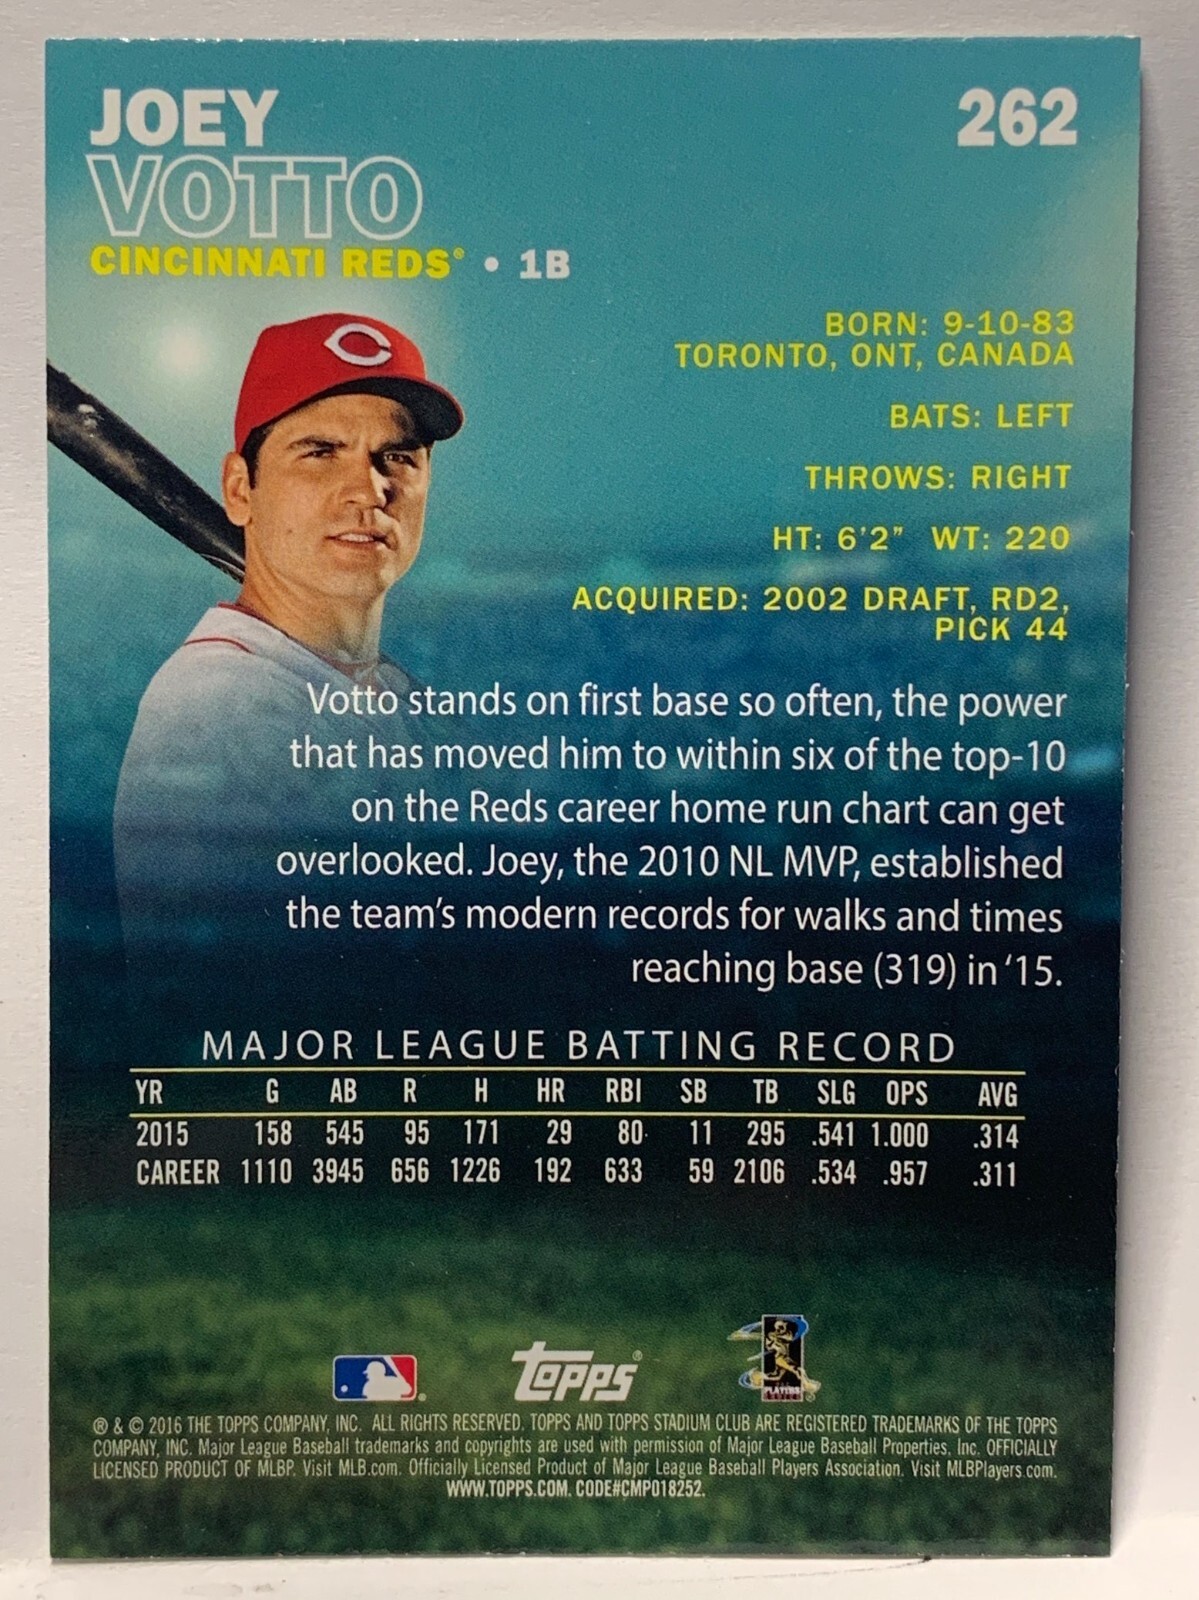 JOEY
262
VOTTO
CINCINNATI REDS® • 1B
BORN: 9-10-83
TORONTO, ONT, CANADA
BATS: LEFT
THROWS: RIGHT
HT: 6'2" WT: 220
ACQUIRED: 2002 DRAFT, RD2,
PICK 44
Votto stands on first base so often, the power
that has moved him to within six of the top-10
on the Reds career home run chart can get
overlooked. Joey, the 2010 NL MVP, established
the team's modern records for walks and times
reaching base (319) in '15.
MAJOR LEAGUE BATTING RECORD
YR G AB R H HR RBI SB TB SLG OPS AVG
2015 158 545 95 171 29 80 11 295 .541 1.000 .314
CAREER 1110 3945 656 1226 192 633 59 2106 .534 .957 .311
C
Topps®
PLAYERS
® & © 2016 THE TOPPS COMPANY, INC. ALL RIGHTS RESERVED. TOPPS AND TOPPS STADIUM CLUB ARE REGISTERED TRADEMARKS OF THE TOPPS
COMPANY, INC. Major League Baseball trademarks and copyrights are used with permission of Major League Baseball Properties, Inc. OFFICIALLY
LICENSED PRODUCT OF MLBP. Visit MLB.com. Officially Licensed Product of Major League Baseball Players Association. Visit MLBPlayers.com.
WWW.TOPPS.COM. CODE#CMP018252.